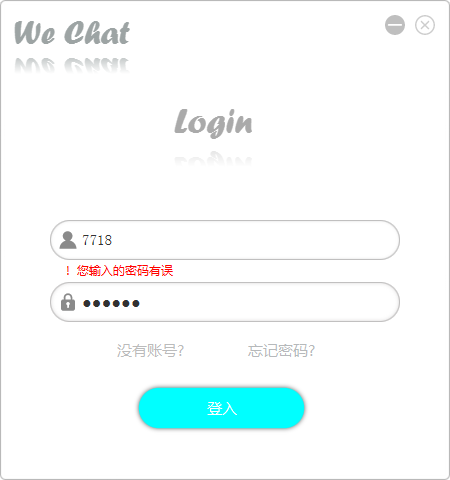 We Chat
Login
7718
！您输入的密码有误
●●●●●●
没有账号?
忘记密码?
登入